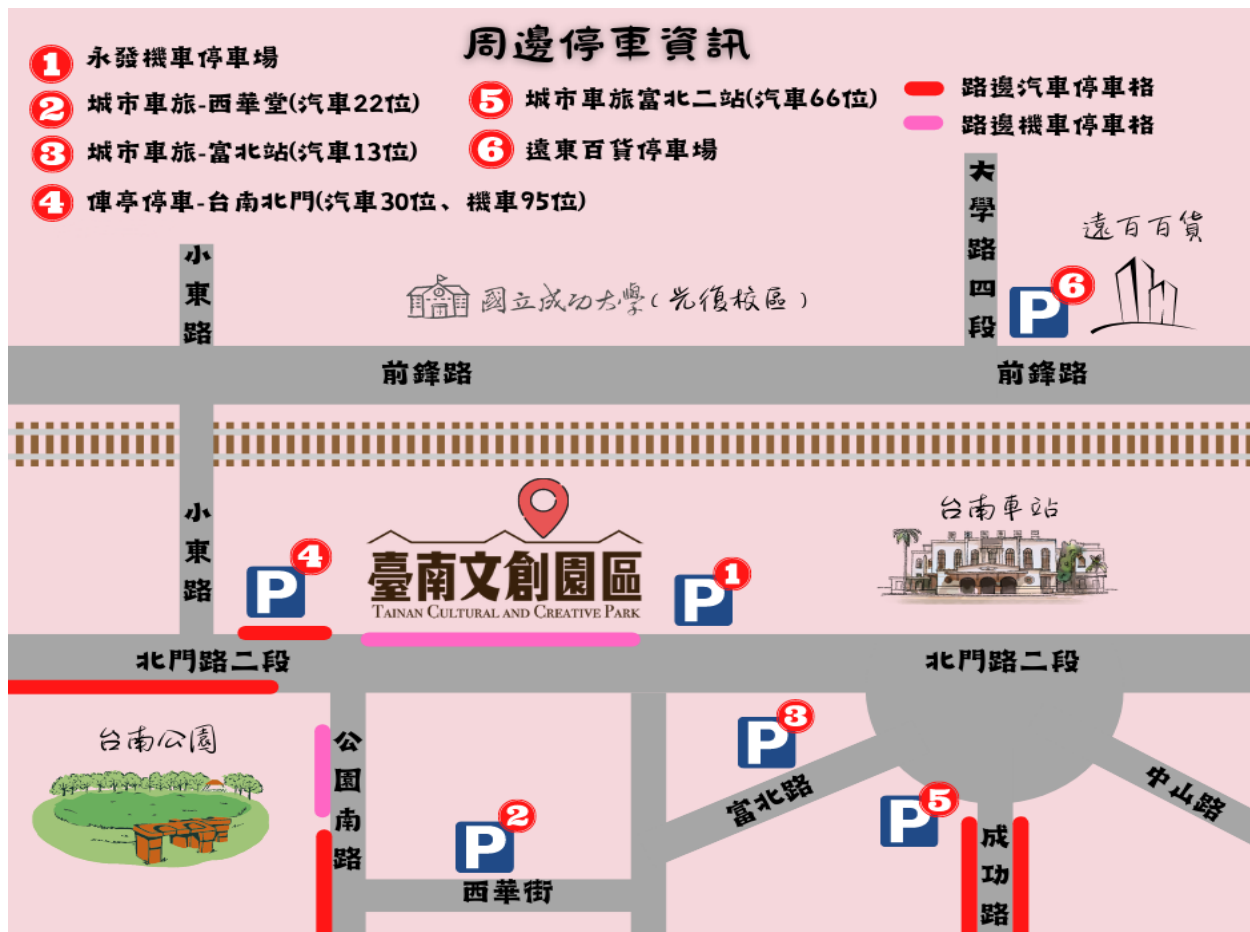 周邊停車資訊
1 永發機車停車場
2 城市車旅-西華堂(汽車22位)
3 城市車旅-富北站(汽車13位)
4 俥亭停車-台南北門(汽車30位、機車95位)
5 城市車旅富北二站(汽車66位)
6 遠東百貨停車場
路邊汽車停車格
路邊機車停車格
大學路四段
遠百百貨
P 6
小東路
國立成功大學(光復校區)
前鋒路
前鋒路
小東路
台南車站
P 4
臺南文創園區
TAINAN CULTURAL AND CREATIVE PARK
P 1
北門路二段
北門路二段
台南公園
公園南路
P 3
富北路
中山路
P 2
P 5
成功路
西華街